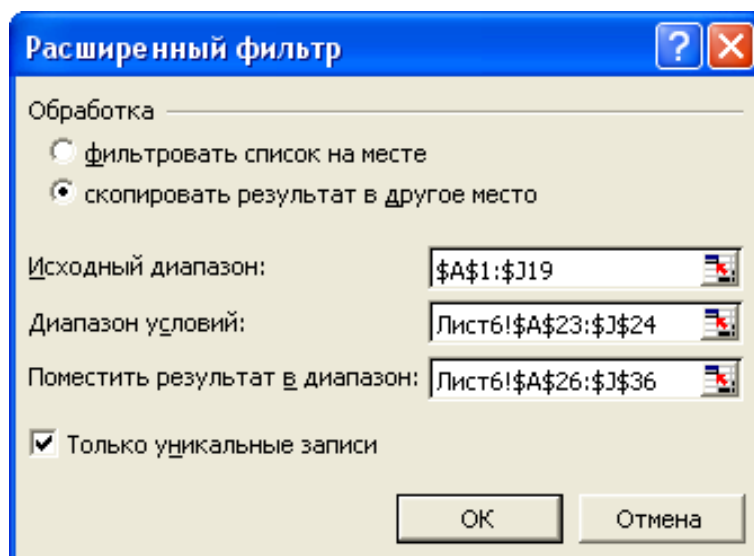 Расширенный фильтр
Обработка
фильтровать список на месте
скопировать результат в другое место
Исходный диапазон: $A$1:$J19
Диапазон условий: Лист6!$A$23:$J$24
Поместить результат в диапазон: Лист6!$A$26:$J$36
Только уникальные записи
ОК Отмена